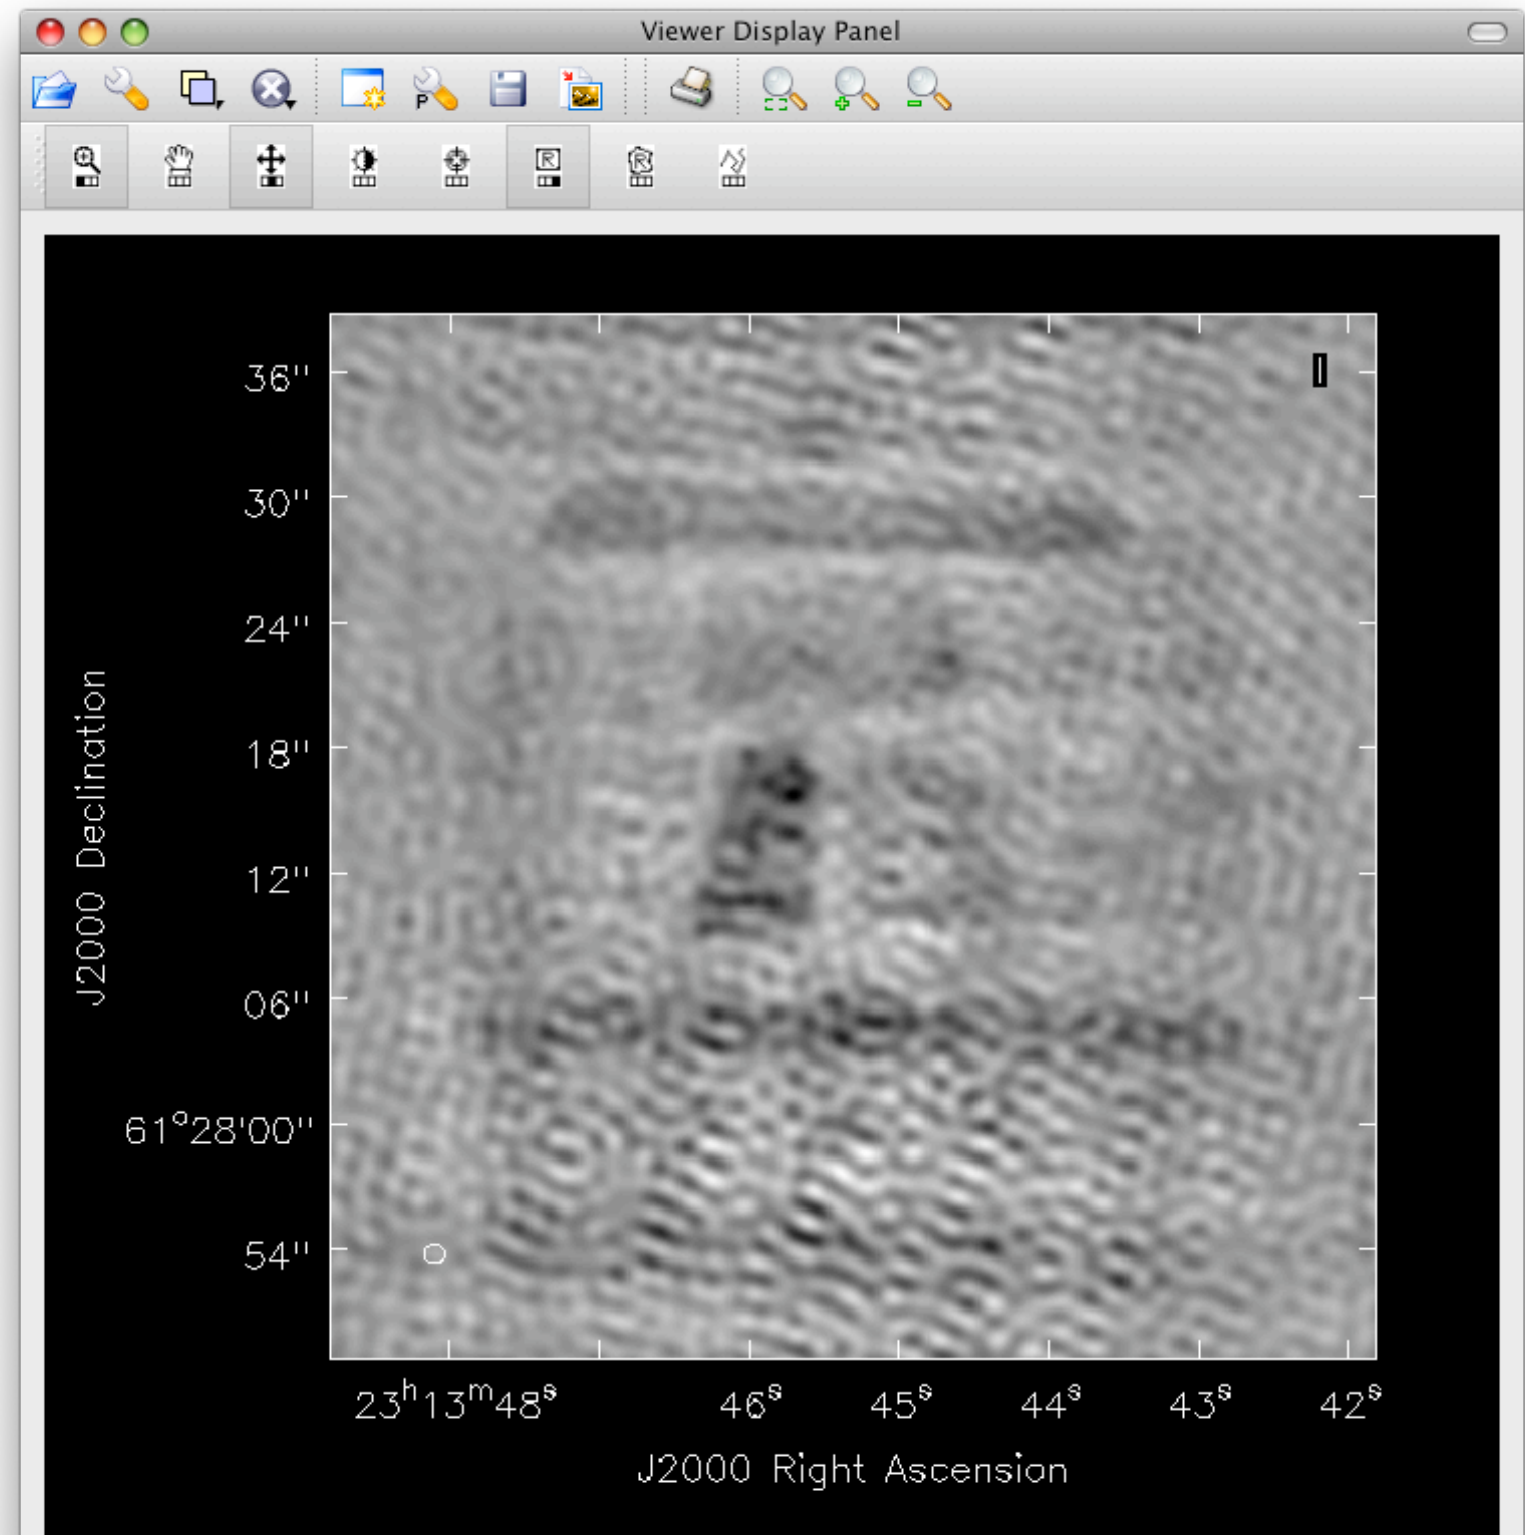 Viewer Display Panel
P
R
R
I
36"
30"
24"
18"
12"
06"
61°28'00"
54"
J2000 Declination
23ʰ13ᵐ48ˢ 46ˢ 45ˢ 44ˢ 43ˢ 42ˢ
J2000 Right Ascension